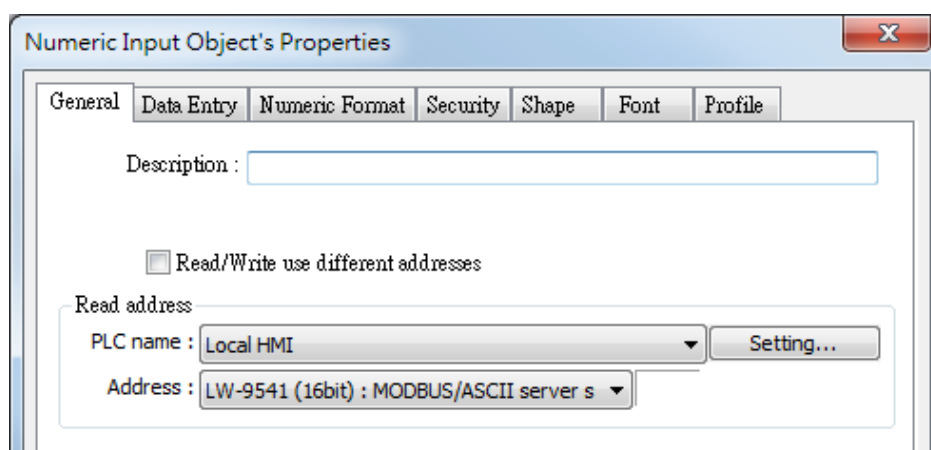 Numeric Input Object's Properties
General Data Entry Numeric Format Security Shape Font Profile
Description :
Read/Write use different addresses
Read address
PLC name : Local HMI Setting...
Address : LW-9541 (16bit) : MODBUS/ASCII server s